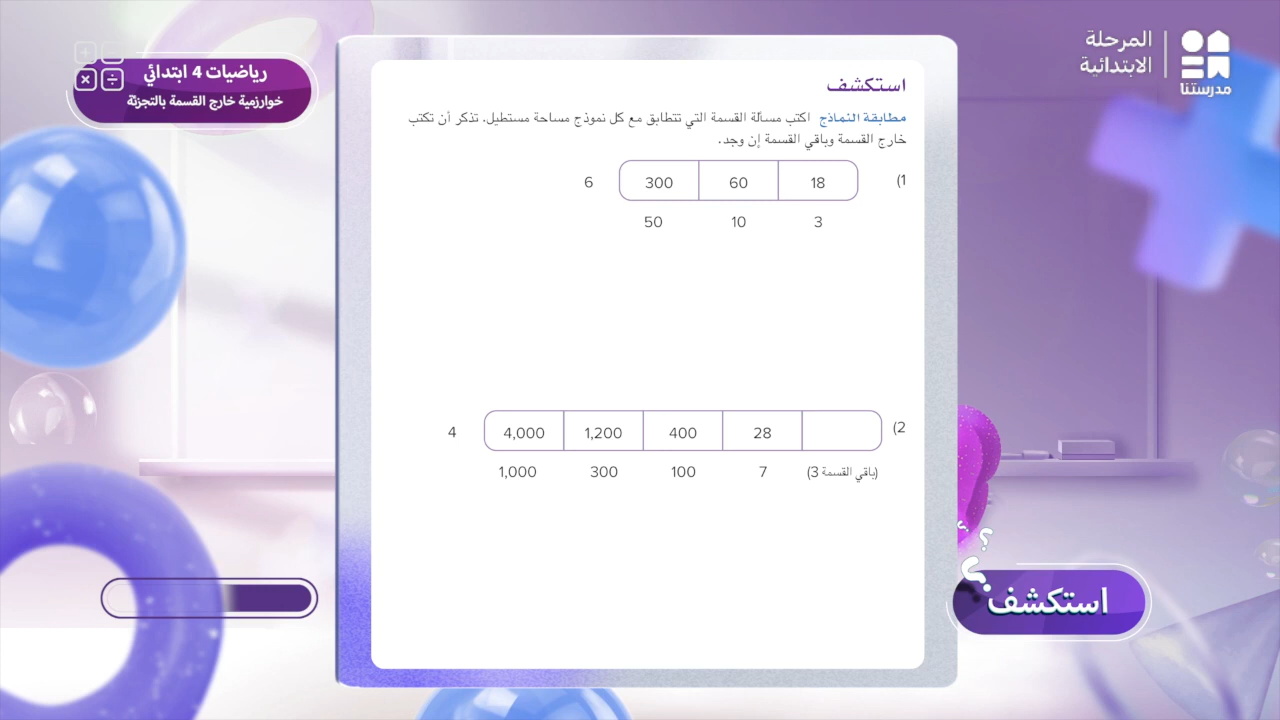 المرحلة
الابتدائية
مدرستنا
رياضيات 4 ابتدائي
خوارزمية خارج القسمة بالتجزئة
استكشف
مطابقة النماذج اكتب مسألة القسمة التي تتطابق مع كل نموذج مساحة مستطيل. تذكر أن تكتب
خارج القسمة وباقي القسمة إن وجد.
(1
6 300 60 18
50 10 3
(2
4 4,000 1,200 400 28
1,000 300 100 7 (باقي القسمة 3)
استكشف